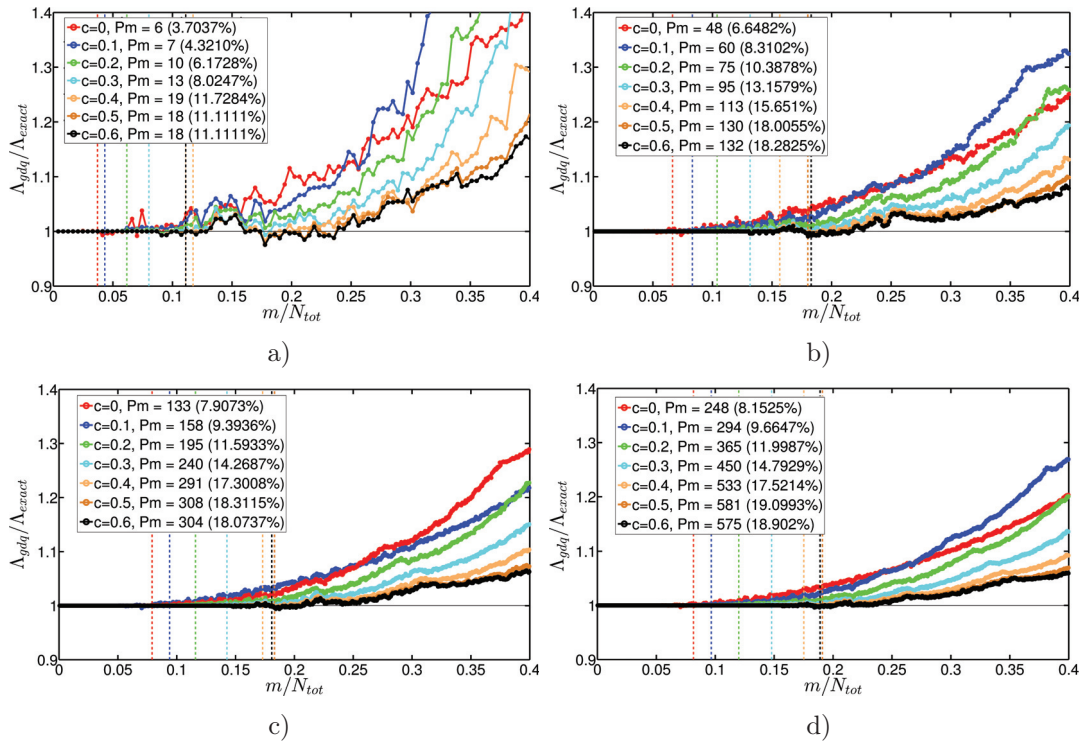 1.4
1.3
1.2
1.1
1
0.9
Λgdq/Λexact
c=0, Pm = 6 (3.7037%)
c=0.1, Pm = 7 (4.3210%)
c=0.2, Pm = 10 (6.1728%)
c=0.3, Pm = 13 (8.0247%)
c=0.4, Pm = 19 (11.7284%)
c=0.5, Pm = 18 (11.1111%)
c=0.6, Pm = 18 (11.1111%)
0 0.05 0.1 0.15 0.2 0.25 0.3 0.35 0.4
m/Ntot
a)
1.4
1.3
1.2
1.1
1
0.9
Λgdq/Λexact
c=0, Pm = 48 (6.6482%)
c=0.1, Pm = 60 (8.3102%)
c=0.2, Pm = 75 (10.3878%)
c=0.3, Pm = 95 (13.1579%)
c=0.4, Pm = 113 (15.651%)
c=0.5, Pm = 130 (18.0055%)
c=0.6, Pm = 132 (18.2825%)
0 0.05 0.1 0.15 0.2 0.25 0.3 0.35 0.4
m/Ntot
b)
1.4
1.3
1.2
1.1
1
0.9
Λgdq/Λexact
c=0, Pm = 133 (7.9073%)
c=0.1, Pm = 158 (9.3936%)
c=0.2, Pm = 195 (11.5933%)
c=0.3, Pm = 240 (14.2687%)
c=0.4, Pm = 291 (17.3008%)
c=0.5, Pm = 308 (18.3115%)
c=0.6, Pm = 304 (18.0737%)
0 0.05 0.1 0.15 0.2 0.25 0.3 0.35 0.4
m/Ntot
c)
1.4
1.3
1.2
1.1
1
0.9
Λgdq/Λexact
c=0, Pm = 248 (8.1525%)
c=0.1, Pm = 294 (9.6647%)
c=0.2, Pm = 365 (11.9987%)
c=0.3, Pm = 450 (14.7929%)
c=0.4, Pm = 533 (17.5214%)
c=0.5, Pm = 581 (19.0993%)
c=0.6, Pm = 575 (18.902%)
0 0.05 0.1 0.15 0.2 0.25 0.3 0.35 0.4
m/Ntot
d)